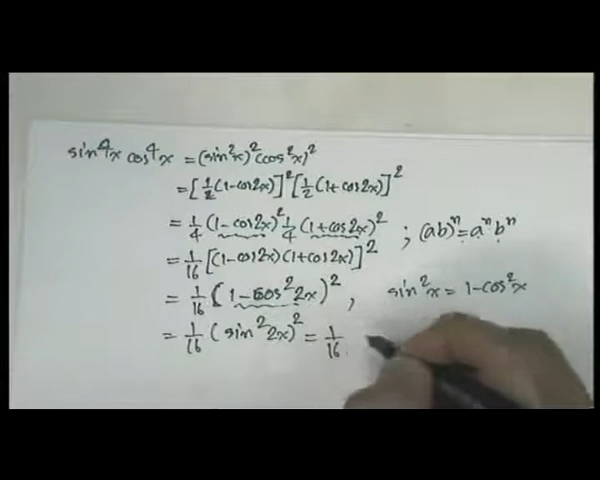 sin⁴x cos⁴x = (sin²x)² (cos²x)²
= [½(1-cos2x)]² [½(1+cos2x)]²
= ¼ (1-cos2x)² ¼ (1+cos2x)² ; (ab)ⁿ = aⁿbⁿ
= 1/16 [(1-cos2x)(1+cos2x)]²
= 1/16 (1-cos²2x)² , sin²x = 1-cos²x
= 1/16 (sin²2x)² = 1/16